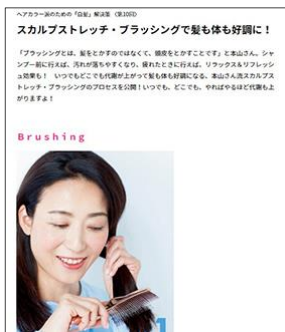 ヘアカラー派のための「白髪」解決策 (第10回)
スカルプストレッチ・ブラッシングで髪も体も好調に！
「ブラッシングとは、髪をとかすのではなくて、頭皮をとかすことです」と本山さん。シャ
ンプー前に行えば、汚れが落ちやすくなり、疲れたときに行えば、リラックス&リフレッシ
ュ効果も！ いつでもどこでも代謝が上がって髪も体も好調になる、本山さん流スカルプス
トレッチ・ブラッシングのプロセスを公開！いつでも、どこでも、やればやるほど代謝も上
がりますよ！
Brushing
1